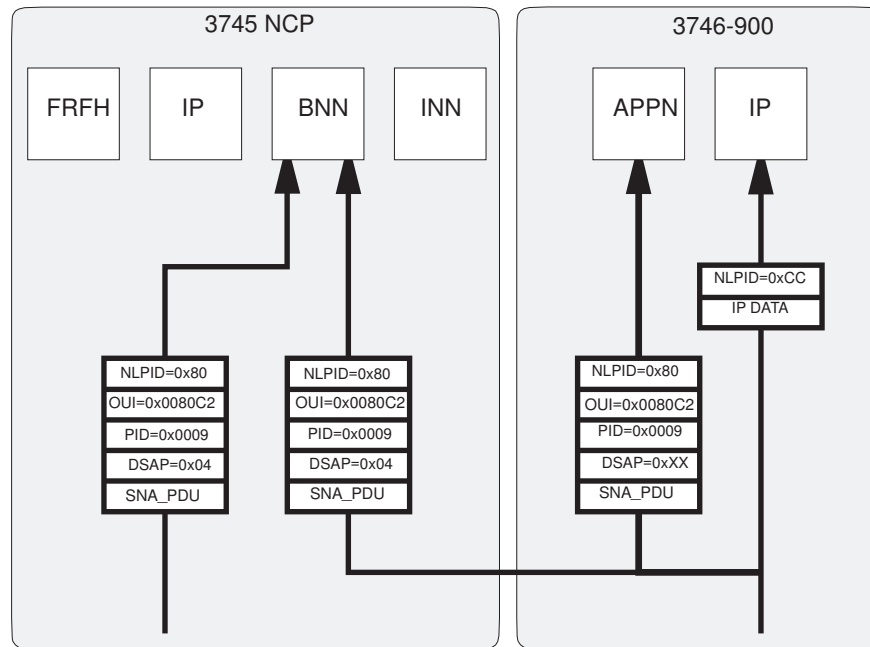 3745 NCP
3746-900
FRFH
IP
BNN
INN
APPN
IP
NLPID=0xCC
IP DATA
NLPID=0x80
OUI=0x0080C2
PID=0x0009
DSAP=0x04
SNA_PDU
NLPID=0x80
OUI=0x0080C2
PID=0x0009
DSAP=0x04
SNA_PDU
NLPID=0x80
OUI=0x0080C2
PID=0x0009
DSAP=0xXX
SNA_PDU